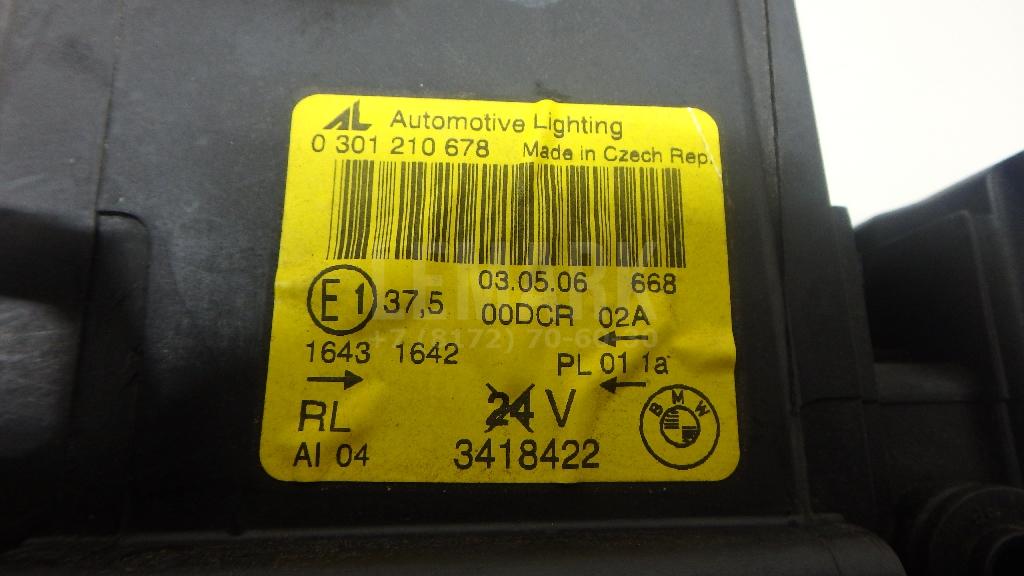 AL Automotive Lighting
0 301 210 678 Made in Czech Rep.
03.05.06 668
E1 37,5 00DCR 02A
1643 1642 PL 01 1a
RL 24 V
AI 04 3418422
BMW
LEMARK